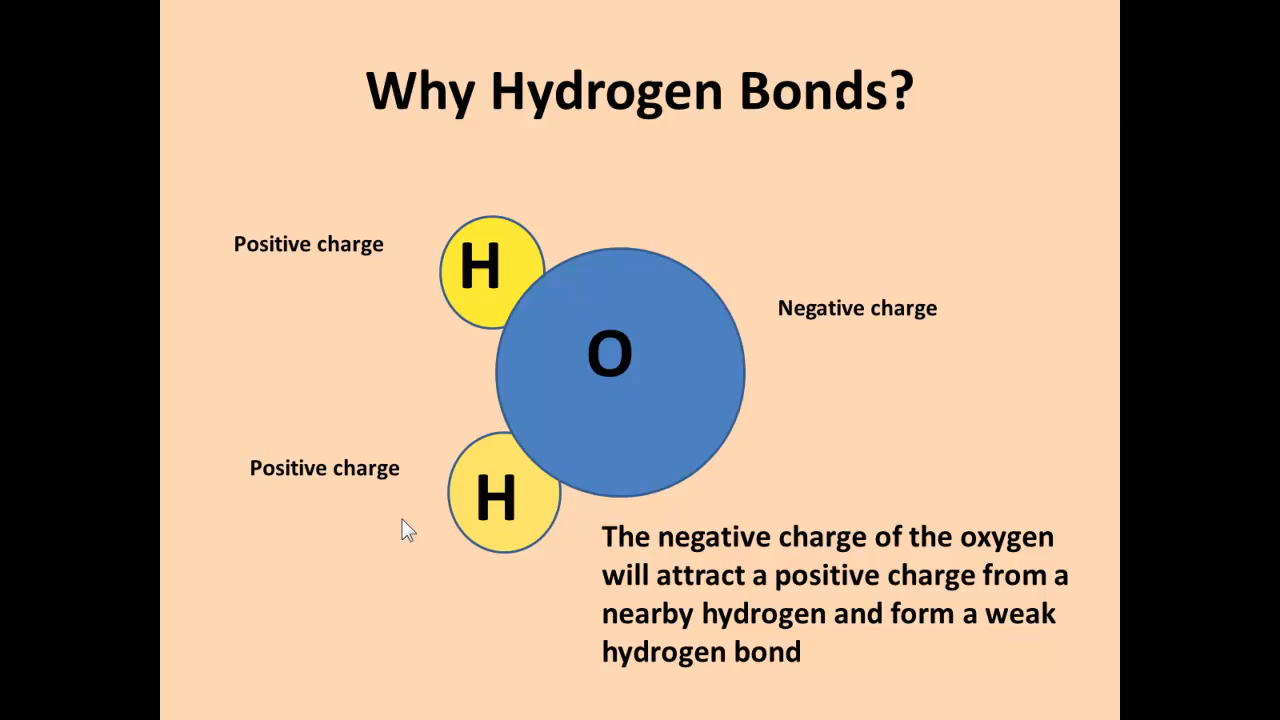 Why Hydrogen Bonds?
Positive charge
H
Negative charge
O
Positive charge
H
The negative charge of the oxygen
will attract a positive charge from a
nearby hydrogen and form a weak
hydrogen bond